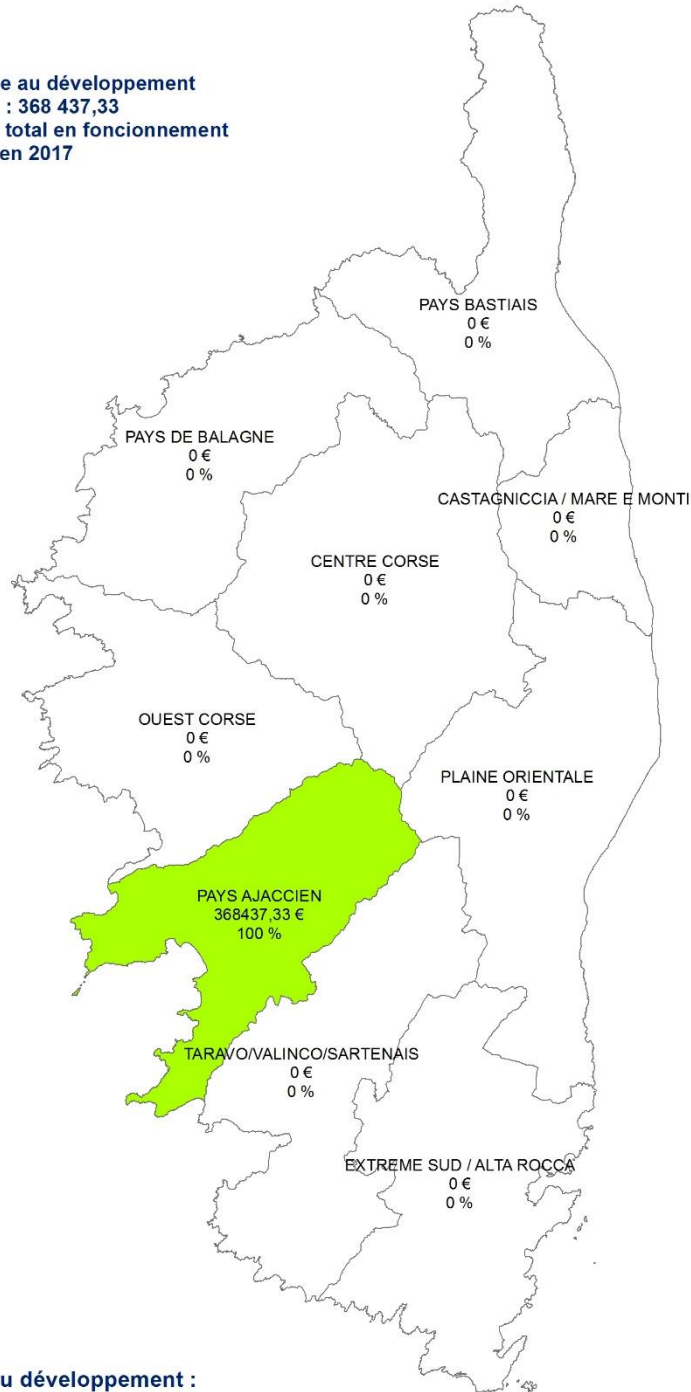 e au développement
: 368 437,33
total en foncionnement
en 2017
PAYS BASTIAIS
0 €
0 %
PAYS DE BALAGNE
0 €
0 %
CASTAGNICCIA / MARE E MONTI
0 €
0 %
CENTRE CORSE
0 €
0 %
OUEST CORSE
0 €
0 %
PLAINE ORIENTALE
0 €
0 %
PAYS AJACCIEN
368437,33 €
100 %
TARAVO/VALINCO/SARTENAIS
0 €
0 %
EXTREME SUD / ALTA ROCCA
0 €
0 %
u développement :